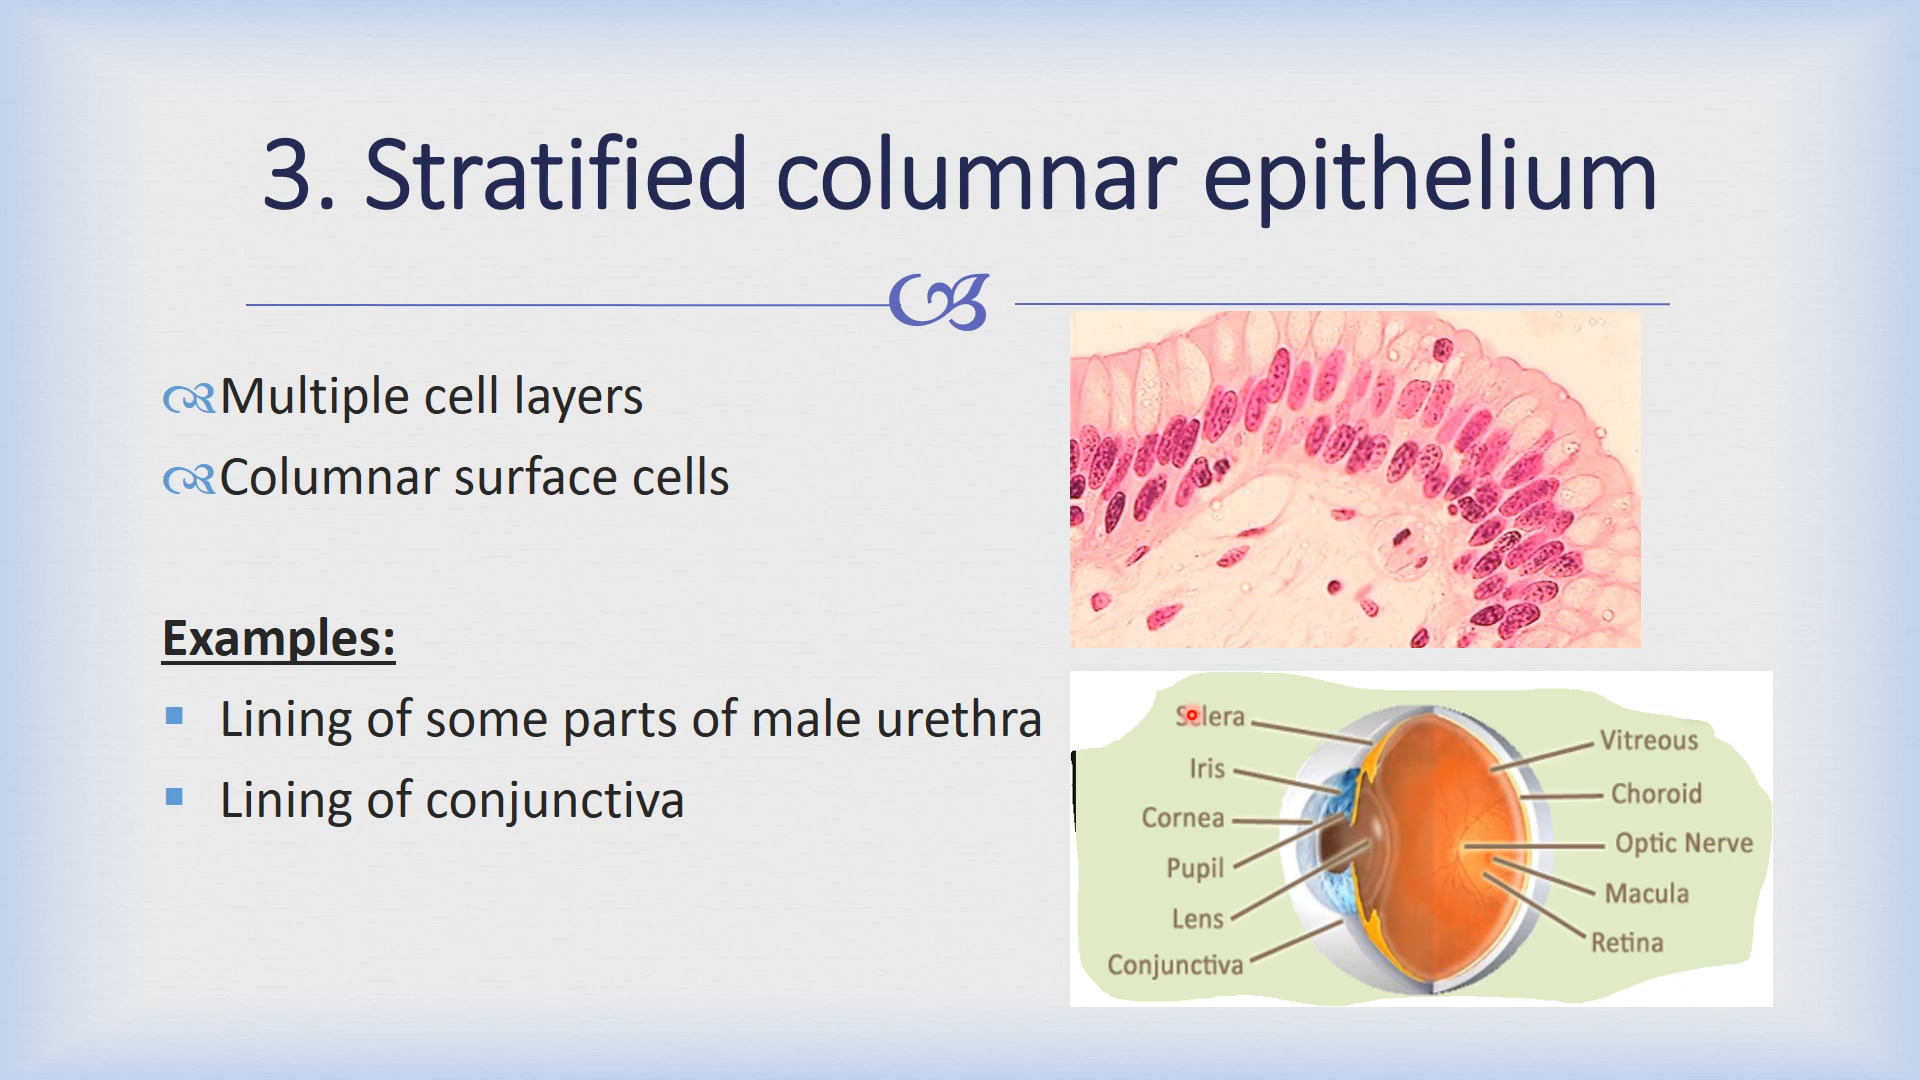 3. Stratified columnar epithelium
Multiple cell layers
Columnar surface cells
Examples:
Lining of some parts of male urethra
Lining of conjunctiva
Sclera
Iris
Cornea
Pupil
Lens
Conjunctiva
Vitreous
Choroid
Optic Nerve
Macula
Retina